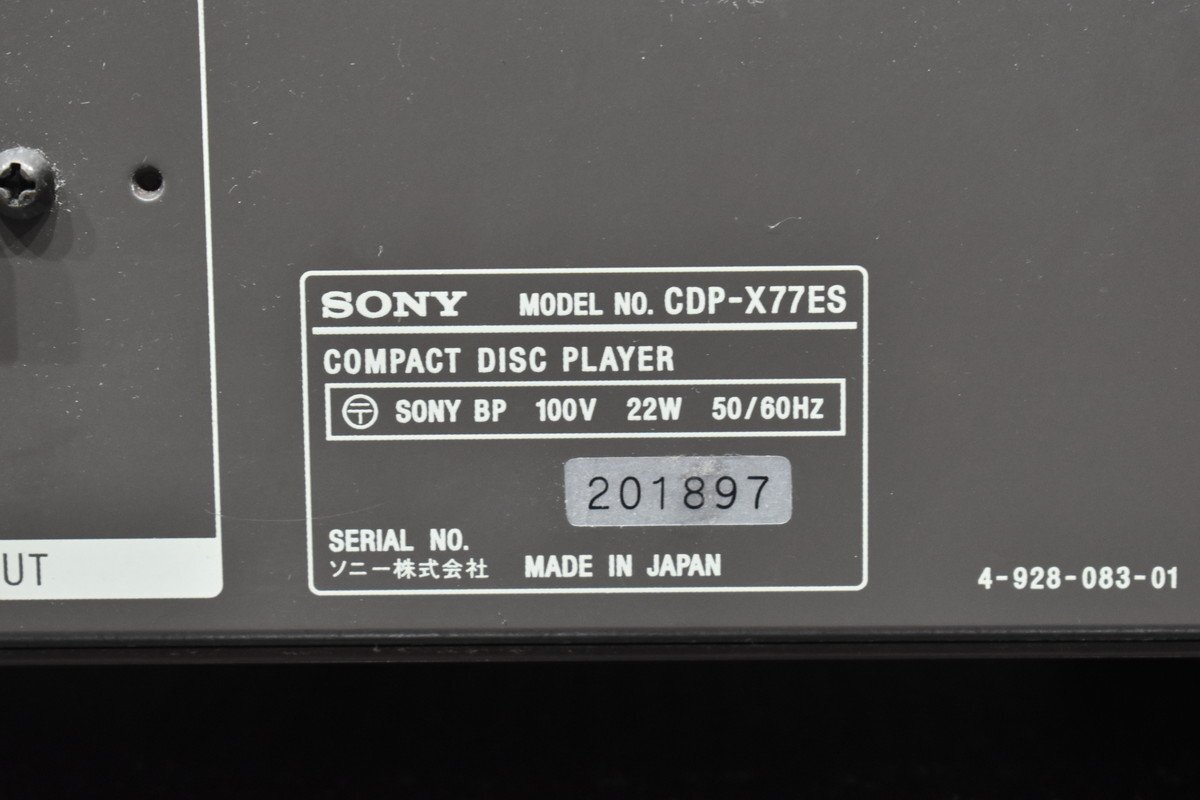 SONY MODEL NO. CDP-X77ES
COMPACT DISC PLAYER
〶 SONY BP 100V 22W 50/60HZ
201897
SERIAL NO.
ソニー株式会社 MADE IN JAPAN
UT
4-928-083-01